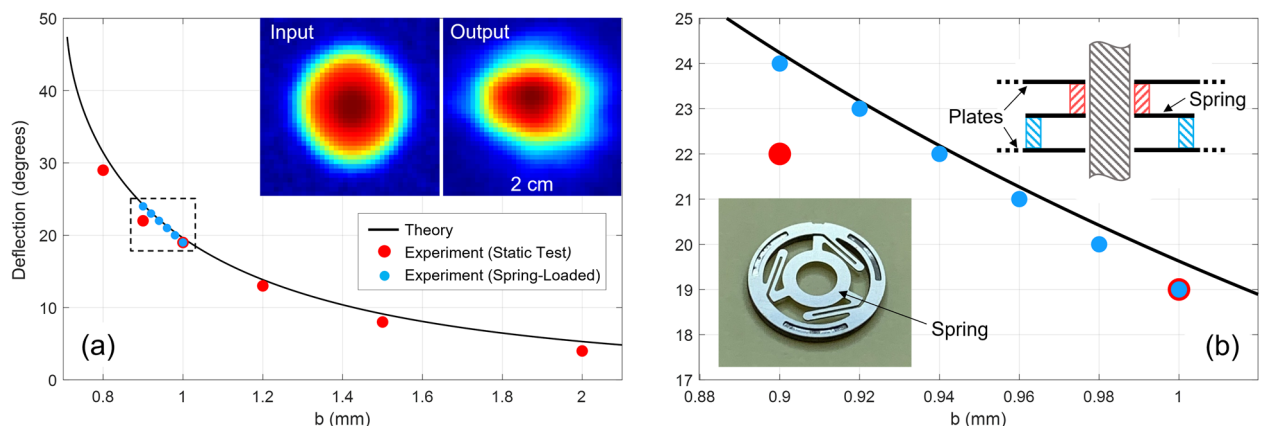 50
40
30
20
10
0
Deflection (degrees)
0.8
1
1.2
1.4
1.6
1.8
2
b (mm)
(a)
Input
Output
2 cm
Theory
Experiment (Static Test)
Experiment (Spring-Loaded)
25
24
23
22
21
20
19
18
17
0.88
0.9
0.92
0.94
0.96
0.98
1
b (mm)
(b)
Plates
Spring
Spring